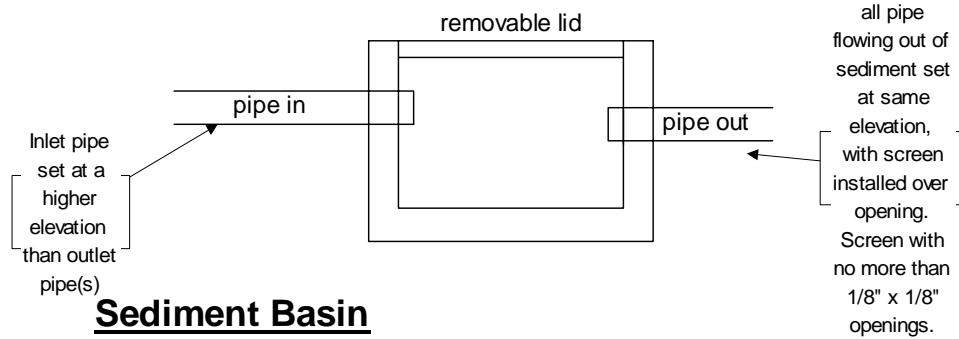 removable lid
pipe in
pipe out
Inlet pipe
set at a
higher
elevation
than outlet
pipe(s)
all pipe
flowing out of
sediment set
at same
elevation,
with screen
installed over
opening.
Screen with
no more than
1/8" x 1/8"
openings.
Sediment Basin